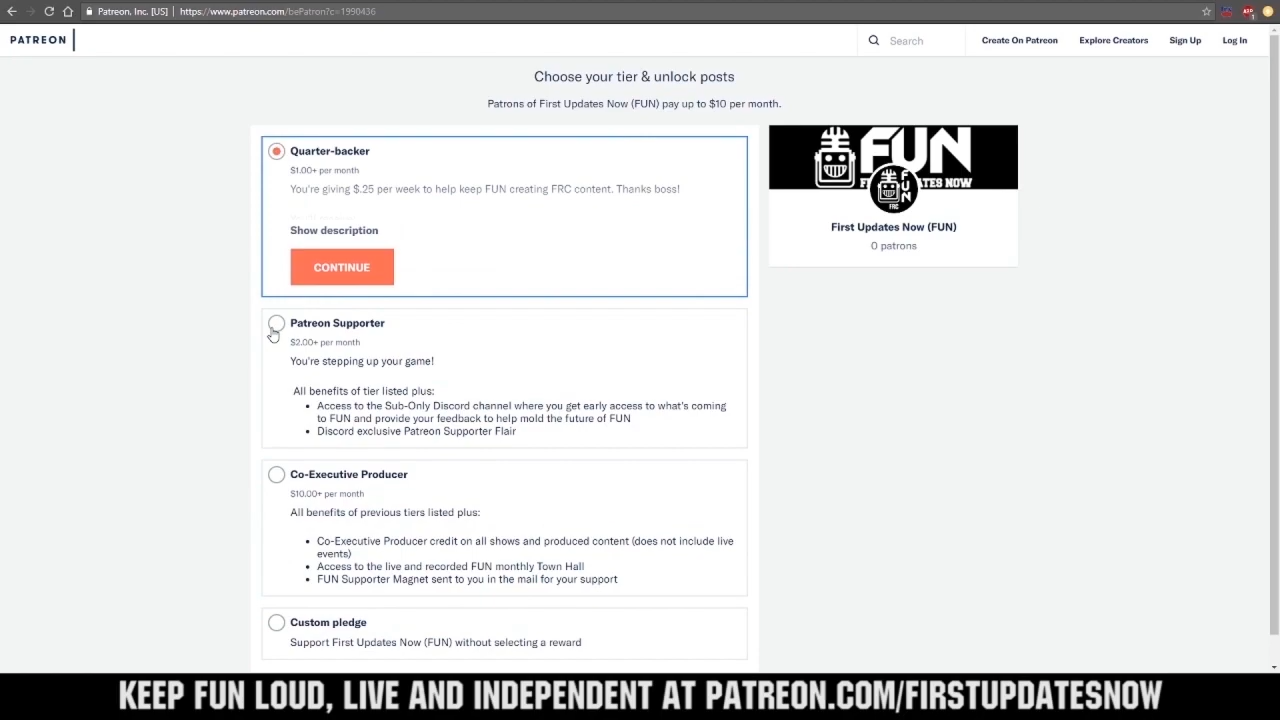 Patreon, Inc. [US] | https://www.patreon.com/bePatron?c=1990436
PATREON
Search
Create On Patreon
Explore Creators
Sign Up
Log In
Choose your tier & unlock posts
Patrons of First Updates Now (FUN) pay up to $10 per month.
Quarter-backer
$1.00+ per month
You're giving $.25 per week to help keep FUN creating FRC content. Thanks boss!
Show description
CONTINUE
FUN
FUN
FRC
First Updates Now (FUN)
0 patrons
Patreon Supporter
$2.00+ per month
You're stepping up your game!
All benefits of tier listed plus:
• Access to the Sub-Only Discord channel where you get early access to what's coming
to FUN and provide your feedback to help mold the future of FUN
• Discord exclusive Patreon Supporter Flair
Co-Executive Producer
$10.00+ per month
All benefits of previous tiers listed plus:
• Co-Executive Producer credit on all shows and produced content (does not include live
events)
• Access to the live and recorded FUN monthly Town Hall
• FUN Supporter Magnet sent to you in the mail for your support
Custom pledge
Support First Updates Now (FUN) without selecting a reward
KEEP FUN LOUD, LIVE AND INDEPENDENT AT PATREON.COM/FIRSTUPDATESNOW